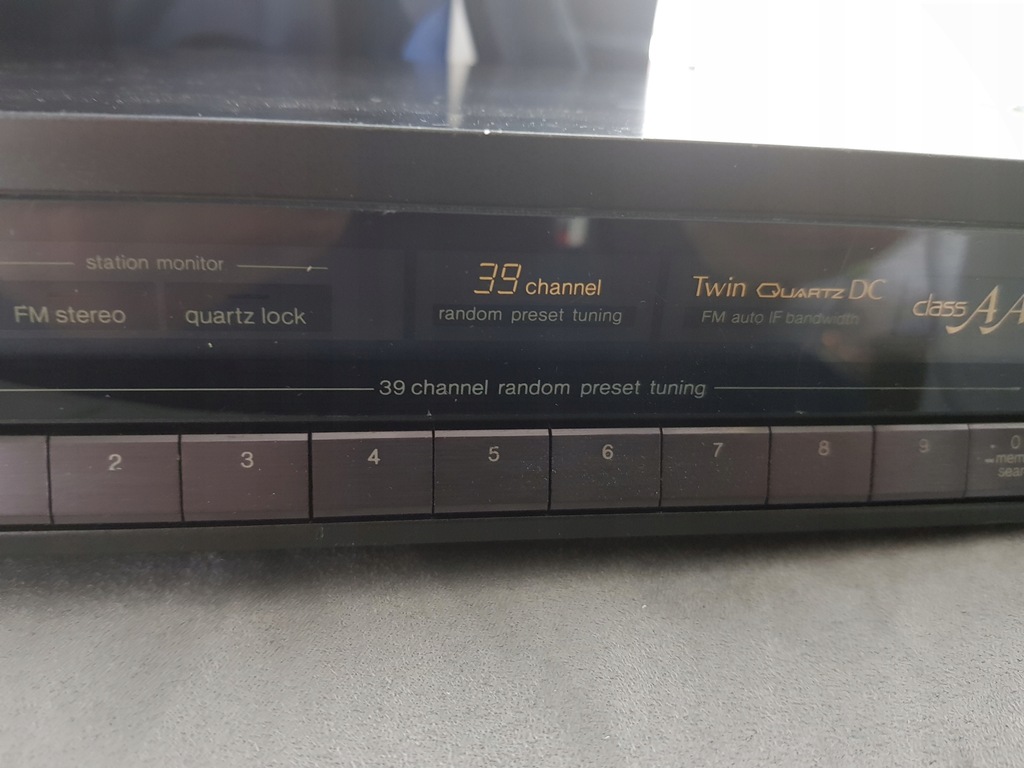 station monitor
FM stereo
quartz lock
39 channel
random preset tuning
Twin QUARTZ DC
FM auto IF bandwidth
class AA
39 channel random preset tuning
2 3 4 5 6 7 8 9 0